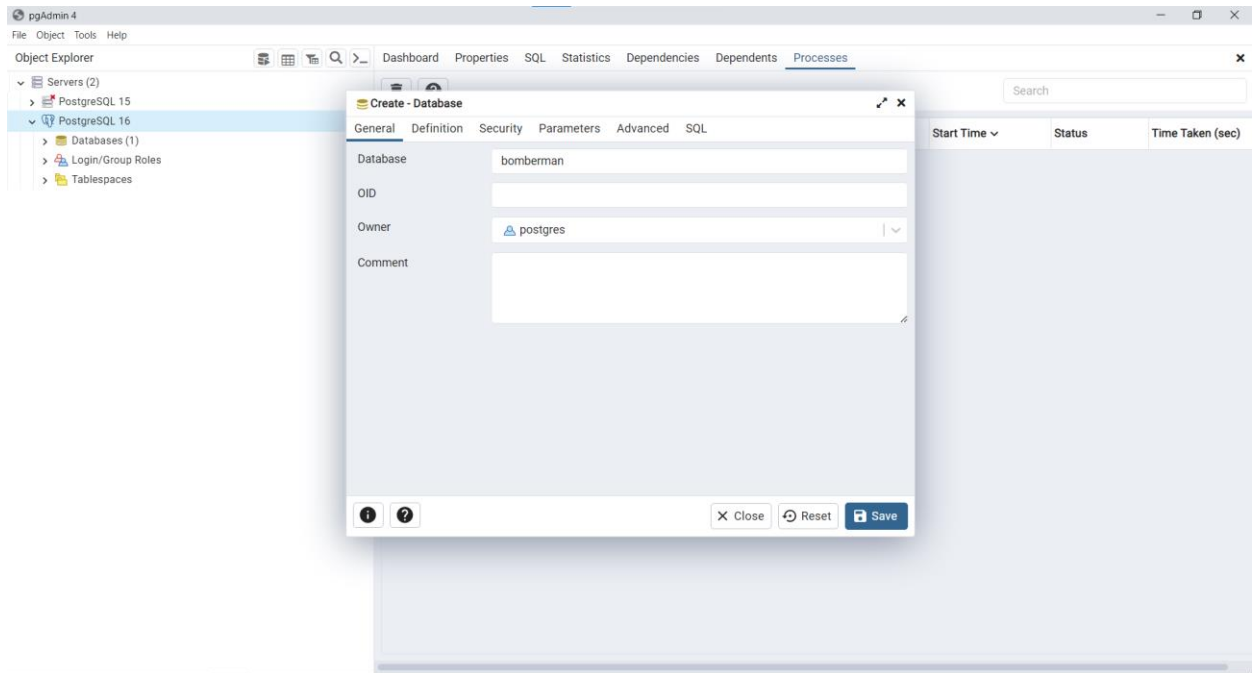 pgAdmin 4
File Object Tools Help
Object Explorer
Dashboard Properties SQL Statistics Dependencies Dependents Processes
Servers (2)
PostgreSQL 15
PostgreSQL 16
Databases (1)
Login/Group Roles
Tablespaces
Search
Start Time Status Time Taken (sec)
Create - Database
General Definition Security Parameters Advanced SQL
Database bomberman
OID
Owner postgres
Comment
Close Reset Save